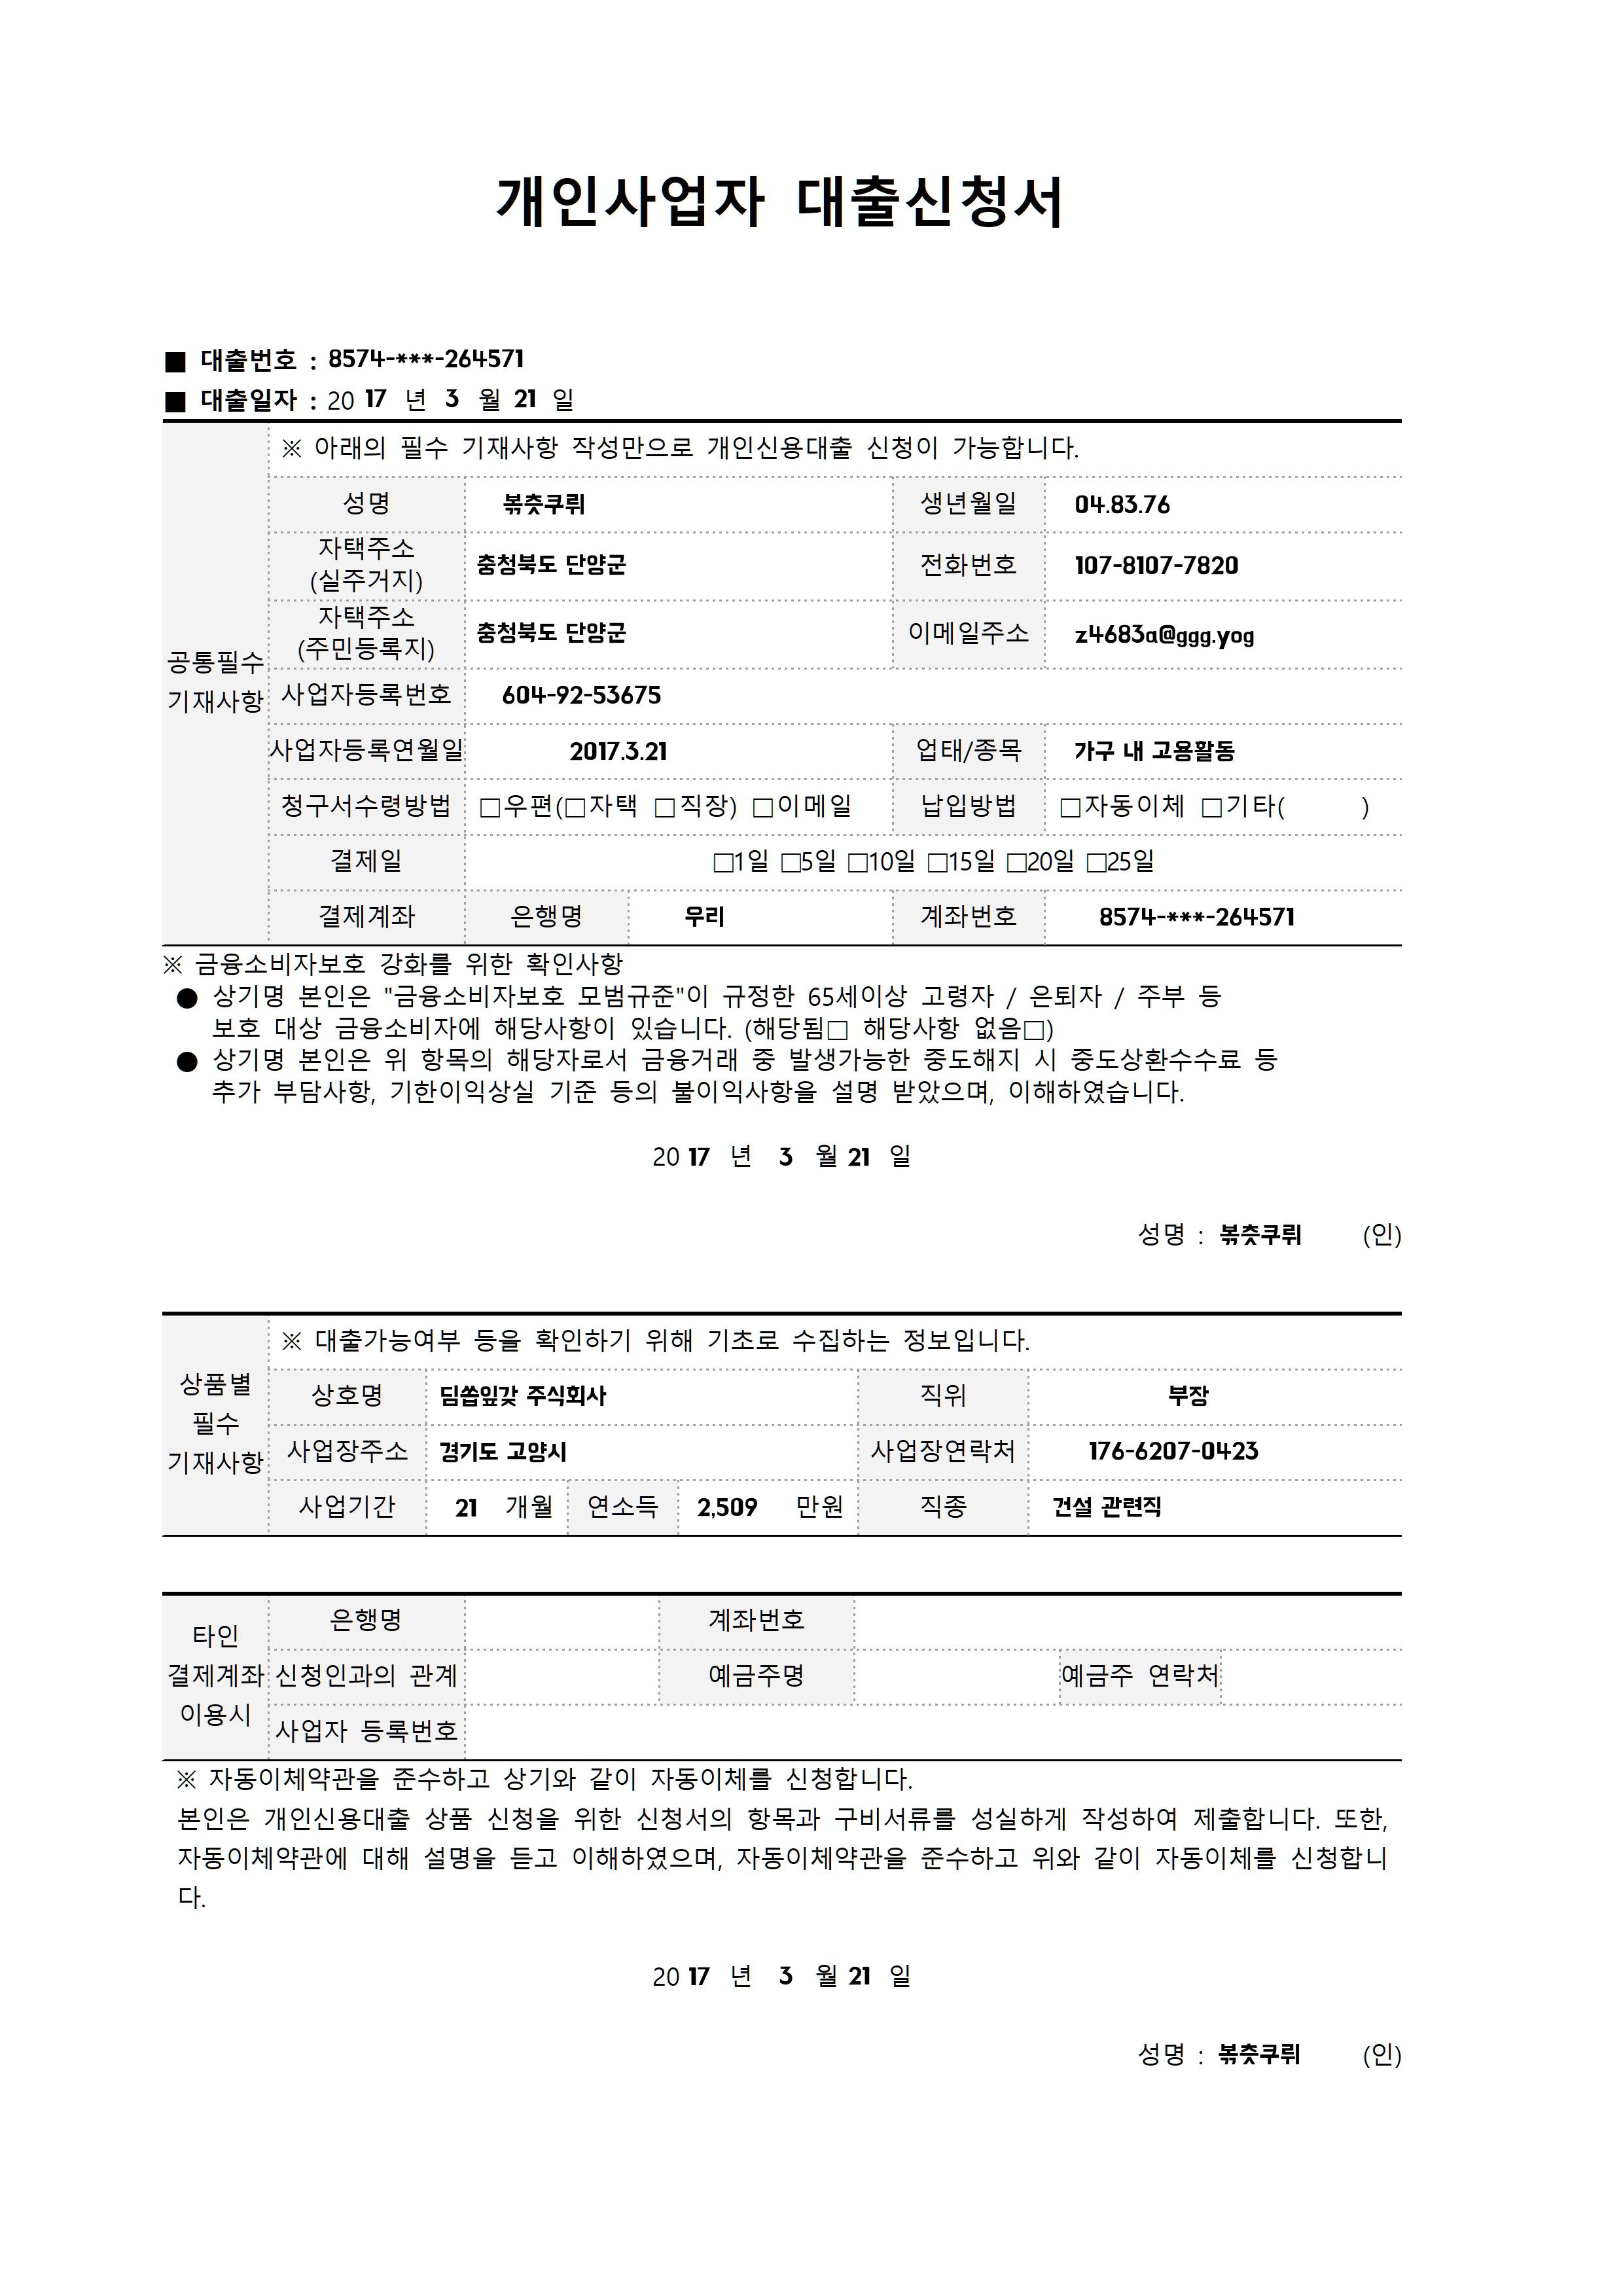 개인사업자 대출신청서
■ 대출번호 : 8574-***-264571
■ 대출일자 : 20 17 년 3 월 21 일
※ 아래의 필수 기재사항 작성만으로 개인신용대출 신청이 가능합니다.
성명 볶츳쿠뤼 생년월일 04.83.76
자택주소
(실주거지) 충청북도 단양군 전화번호 107-8107-7820
자택주소
(주민등록지) 충청북도 단양군 이메일주소 z4683a@ggg.yog
공통필수
기재사항
사업자등록번호 604-92-53675
사업자등록연월일 2017.3.21 업태/종목 가구 내 고용활동
청구서수령방법 □우편(□자택 □직장) □이메일 납입방법 □자동이체 □기타( )
결제일 □1일 □5일 □10일 □15일 □20일 □25일
결제계좌 은행명 우리 계좌번호 8574-***-264571
※ 금융소비자보호 강화를 위한 확인사항
● 상기명 본인은 "금융소비자보호 모범규준"이 규정한 65세이상 고령자 / 은퇴자 / 주부 등
보호 대상 금융소비자에 해당사항이 있습니다. (해당됨□ 해당사항 없음□)
● 상기명 본인은 위 항목의 해당자로서 금융거래 중 발생가능한 중도해지 시 중도상환수수료 등
추가 부담사항, 기한이익상실 기준 등의 불이익사항을 설명 받았으며, 이해하였습니다.
20 17 년 3 월 21 일
성명 : 볶츳쿠뤼 (인)
※ 대출가능여부 등을 확인하기 위해 기초로 수집하는 정보입니다.
상품별
필수
기재사항
상호명 딤씁잎갖 주식회사 직위 부장
사업장주소 경기도 고양시 사업장연락처 176-6207-0423
사업기간 21 개월 연소득 2,509 만원 직종 건설 관련직
타인
결제계좌
이용시
은행명 계좌번호
신청인과의 관계 예금주명 예금주 연락처
사업자 등록번호
※ 자동이체약관을 준수하고 상기와 같이 자동이체를 신청합니다.
본인은 개인신용대출 상품 신청을 위한 신청서의 항목과 구비서류를 성실하게 작성하여 제출합니다. 또한,
자동이체약관에 대해 설명을 듣고 이해하였으며, 자동이체약관을 준수하고 위와 같이 자동이체를 신청합니
다.
20 17 년 3 월 21 일
성명 : 볶츳쿠뤼 (인)